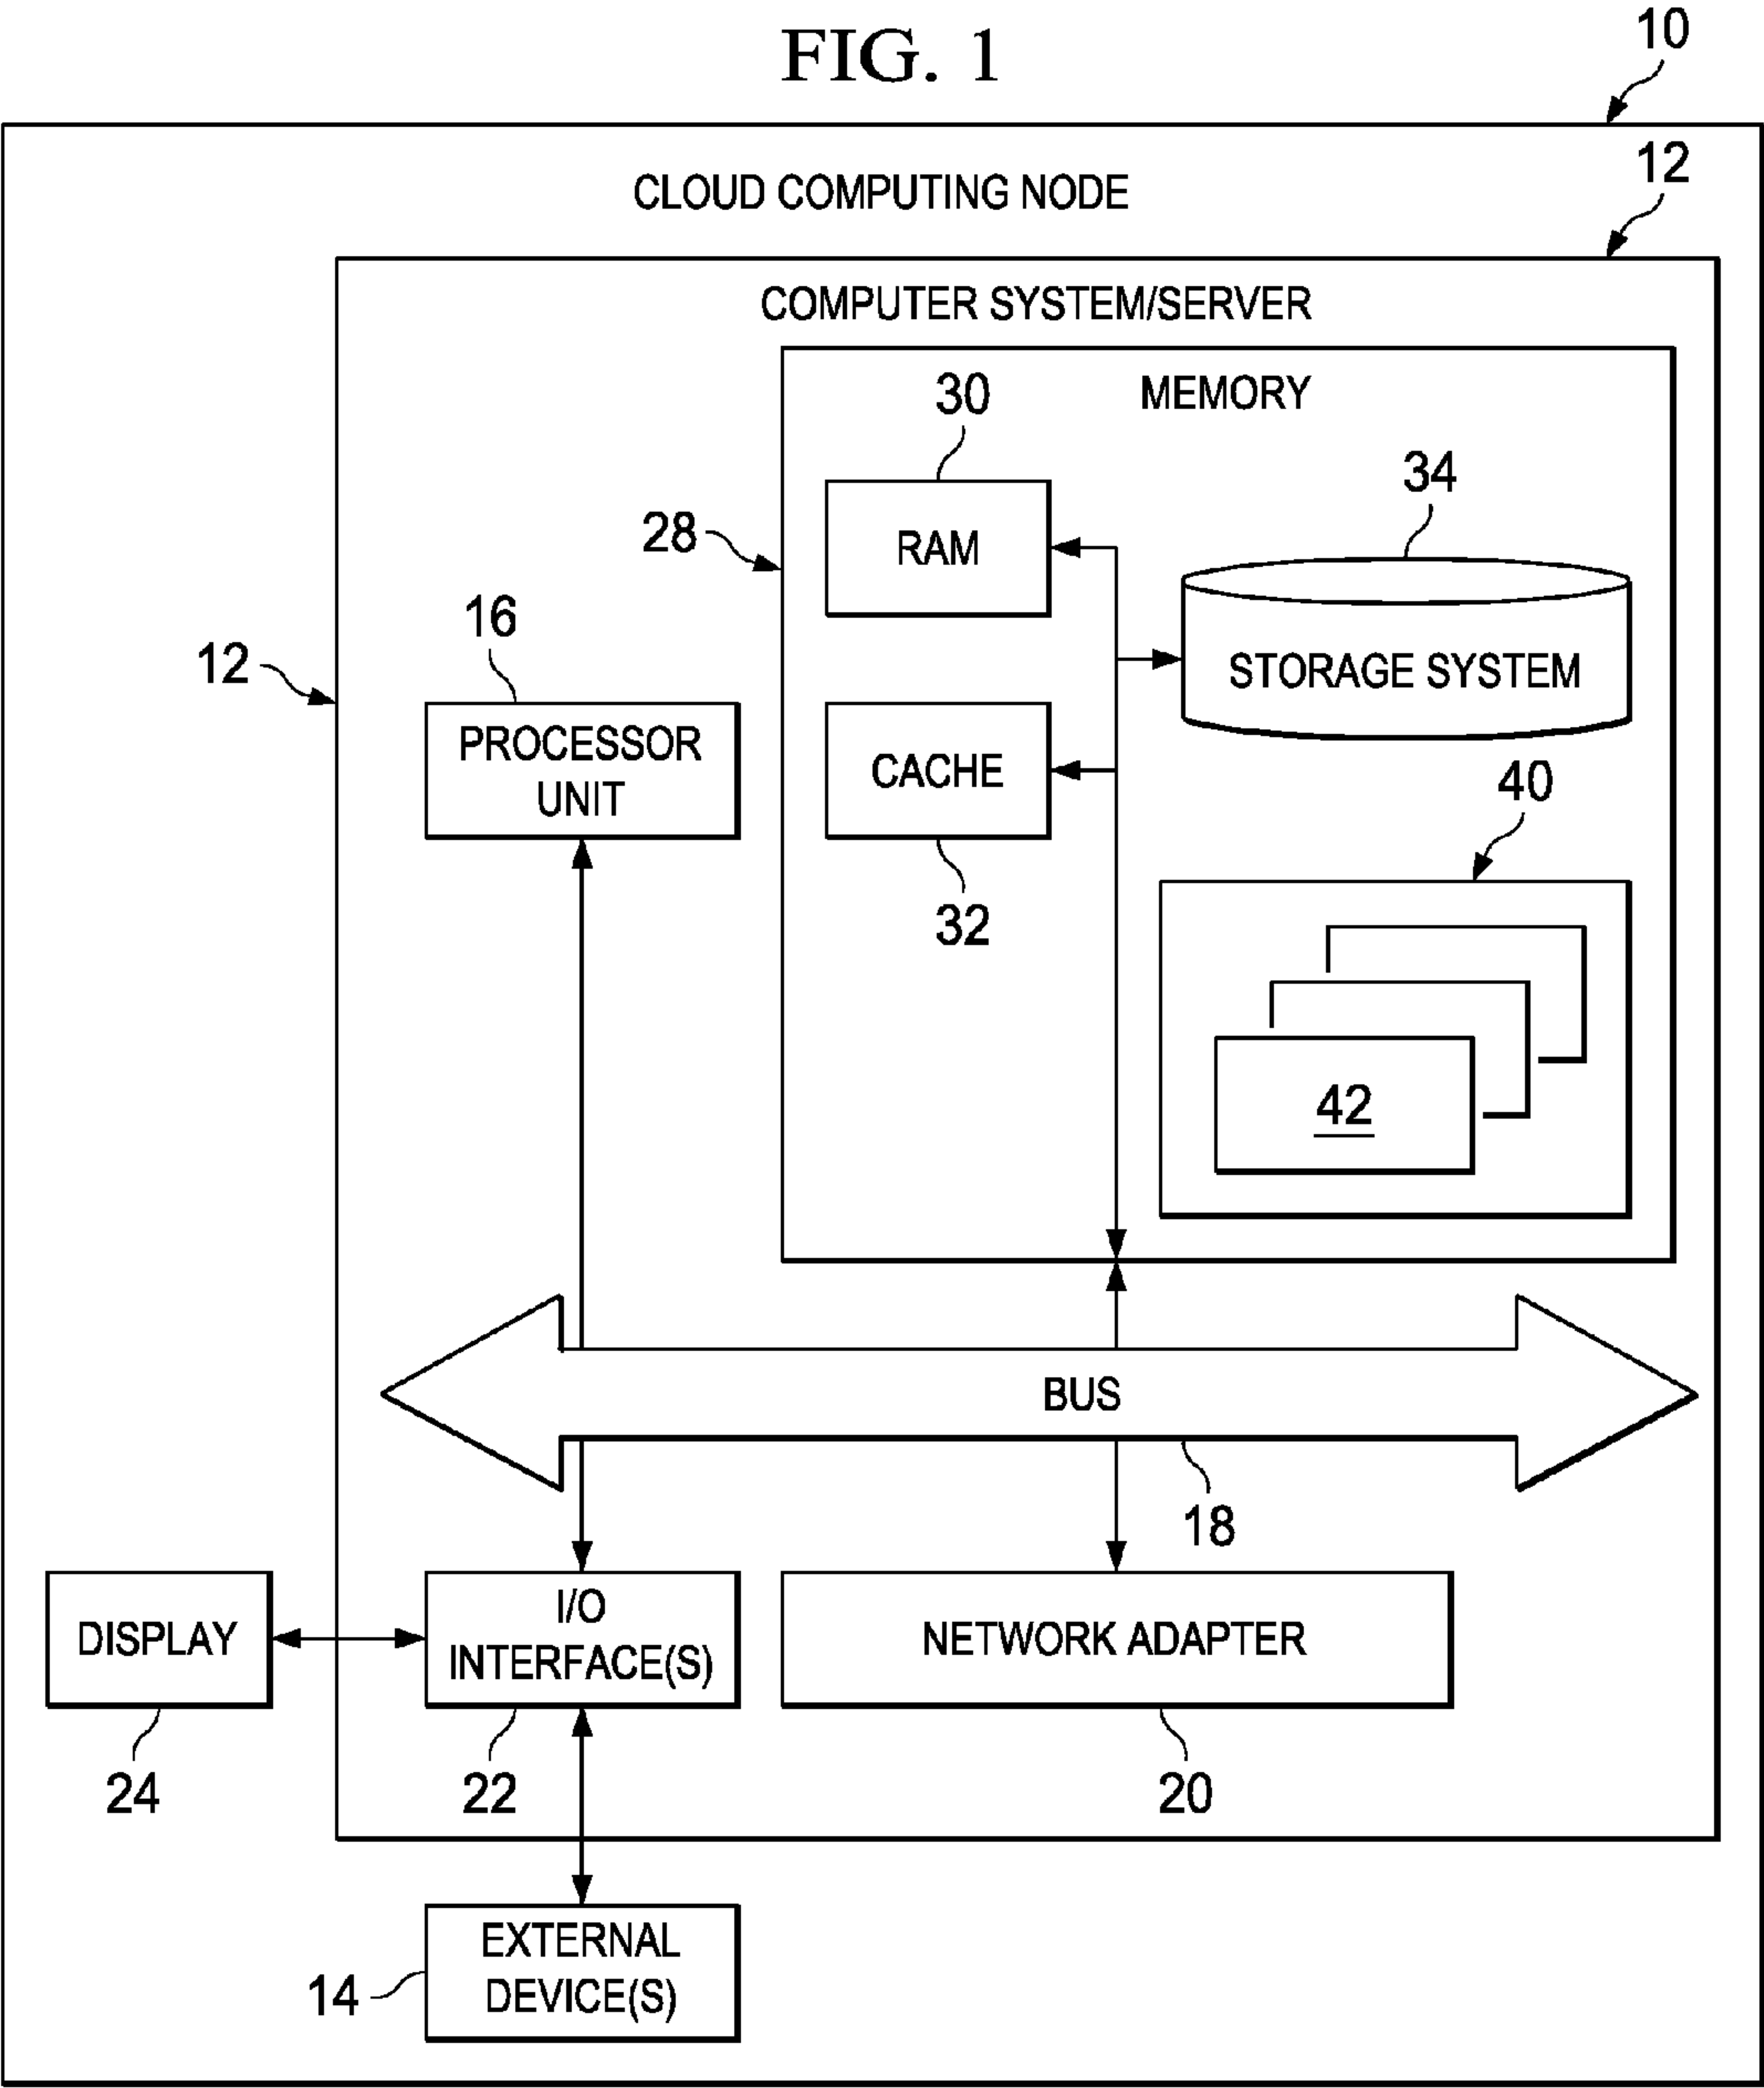 FIG. 1
10
CLOUD COMPUTING NODE
12
COMPUTER SYSTEM/SERVER
MEMORY
30
34
28
RAM
16
12
STORAGE SYSTEM
PROCESSOR
UNIT
CACHE
40
32
42
BUS
18
DISPLAY
I/O
INTERFACE(S)
NETWORK ADAPTER
24
22
20
EXTERNAL
DEVICE(S)
14